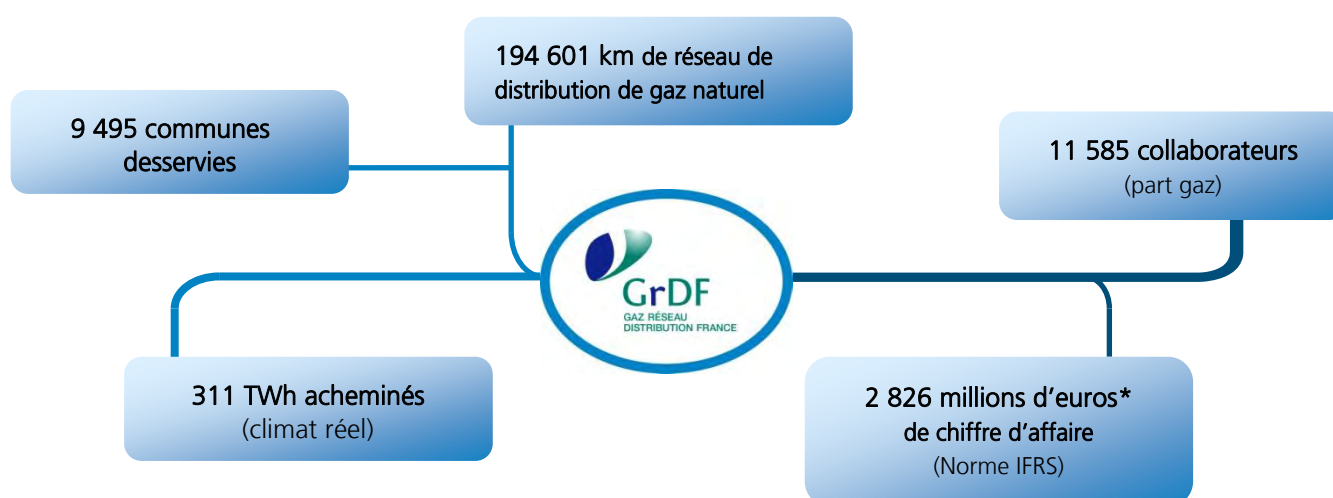 194 601 km de réseau de
distribution de gaz naturel
9 495 communes
desservies
11 585 collaborateurs
(part gaz)
GrDF
GAZ RÉSEAU
DISTRIBUTION FRANCE
311 TWh acheminés
(climat réel)
2 826 millions d’euros*
de chiffre d’affaire
(Norme IFRS)